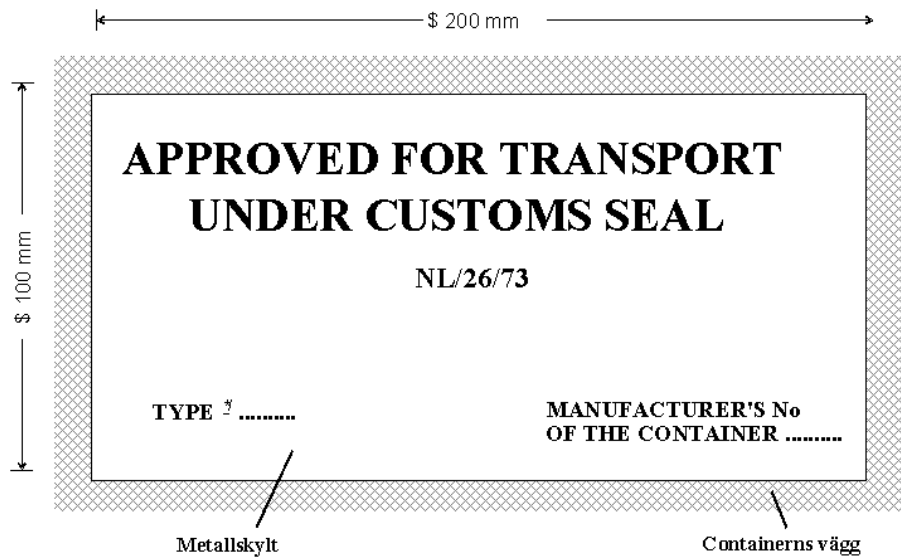 $ 200 mm
$ 100 mm
APPROVED FOR TRANSPORT
UNDER CUSTOMS SEAL
NL/26/73
TYPE */ ..........
MANUFACTURER'S No
OF THE CONTAINER ..........
Metallskylt
Containerns vägg